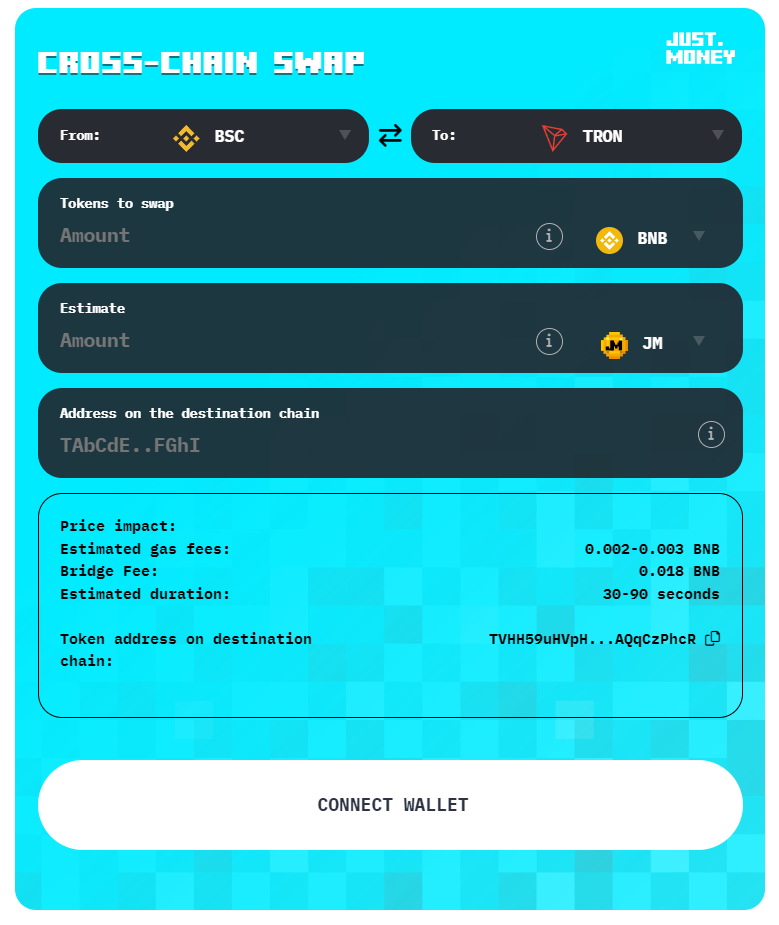 JUST.
MONEY
CROSS-CHAIN SWAP
From: BSC To: TRON
Tokens to swap
Amount BNB
Estimate
Amount JM
Address on the destination chain
TAbCdE..FGhI
Price impact:
Estimated gas fees: 0.002-0.003 BNB
Bridge Fee: 0.018 BNB
Estimated duration: 30-90 seconds
Token address on destination TVHH59uHVpH...AQqCzPhcR
chain:
CONNECT WALLET